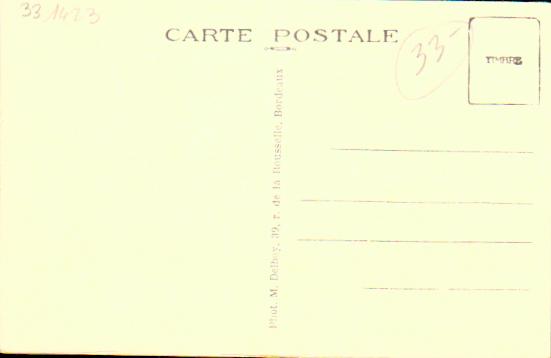 33 1423
CARTE POSTALE
33-
TIMBRE
Phot. M. Delboy, 39, r. de la Rousselle, Bordeaux